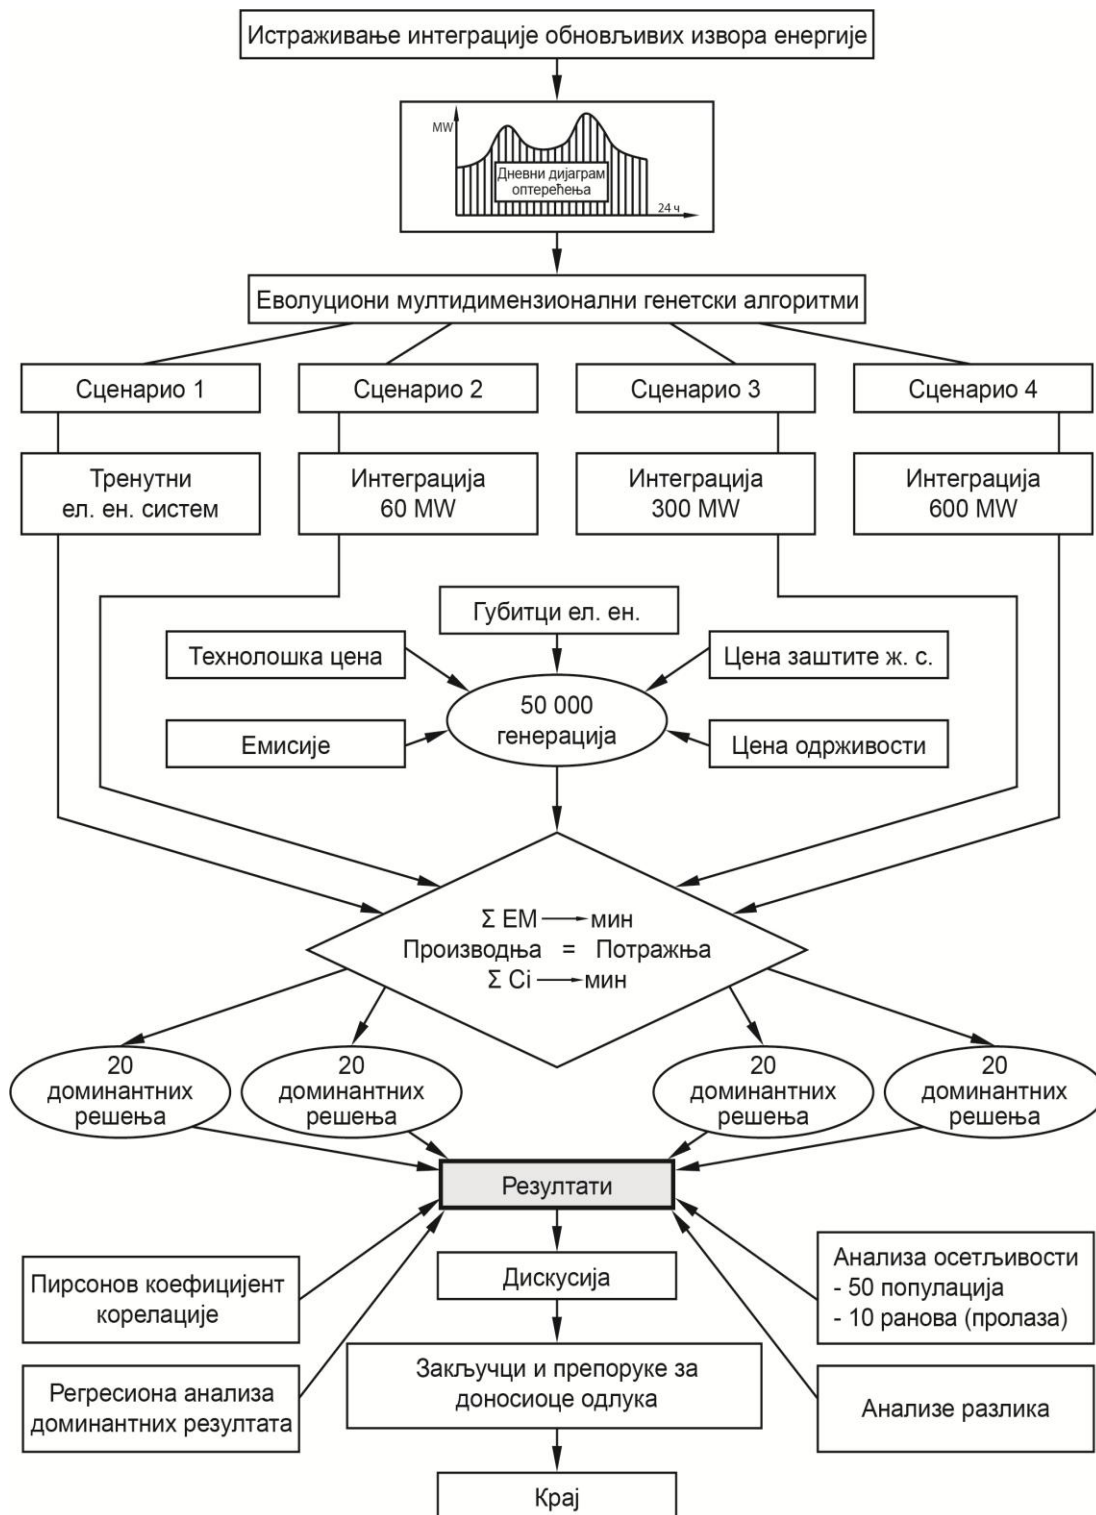 Истраживање интеграције обновљивих извора енергије
MW
Дневни дијаграм
оптерећења
24 ч
Еволуциони мултидимензионални генетски алгоритми
Сценарио 1
Сценарио 2
Сценарио 3
Сценарио 4
Тренутни
ел. ен. систем
Интеграција
60 MW
Интеграција
300 MW
Интеграција
600 MW
Губитци ел. ен.
Технолошка цена
Цена заштите ж. с.
50 000
генерација
Емисије
Цена одрживости
Σ EM → мин
Производња = Потражња
Σ Ci → мин
20
доминантних
решења
20
доминантних
решења
20
доминантних
решења
20
доминантних
решења
Резултати
Пирсонов коефицијент
корелације
Дискусија
Анализа осетљивости
- 50 популација
- 10 ранова (пролаза)
Регресиона анализа
доминантних резултата
Закључци и препоруке за
доносиоце одлука
Анализе разлика
Крај